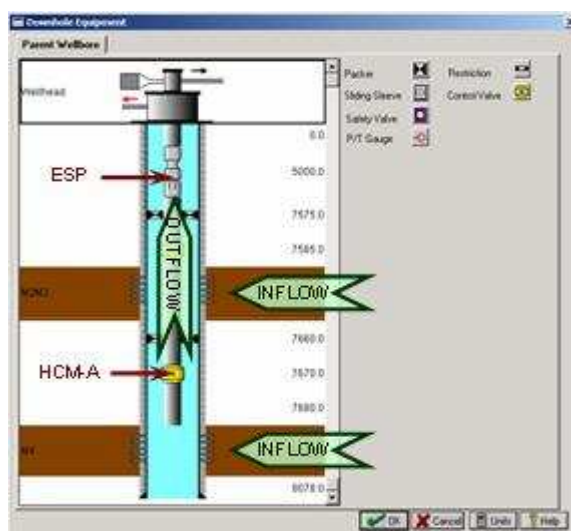 Downhole Equipment
Parent Wellbore
Wellhead
Packer
Restriction
Sliding Sleeve
Control Valve
Safety Valve
P/T Gauge
0.0
ESP
5000.0
7575.0
7585.0
OUTFLOW
INFLOW
7660.0
HCM-A
7670.0
7680.0
INFLOW
8070.0
OK
Cancel
Units
Help